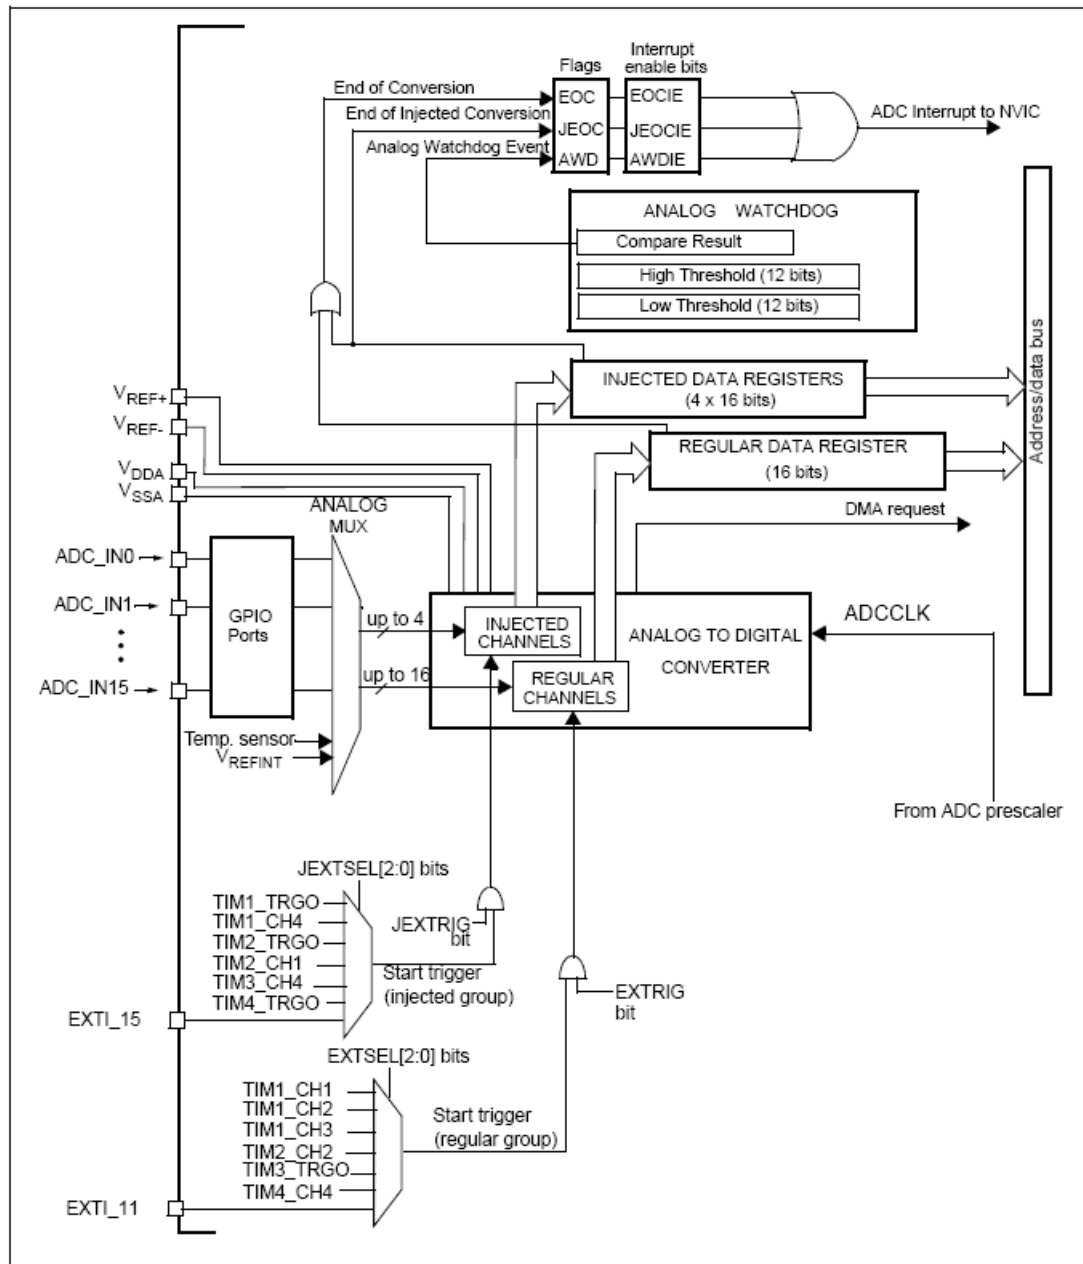 Flags
Interrupt
enable bits
End of Conversion
EOC
EOCIE
End of Injected Conversion
JEOC
JEOCIE
Analog Watchdog Event
AWD
AWDIE
ADC Interrupt to NVIC
ANALOG WATCHDOG
Compare Result
High Threshold (12 bits)
Low Threshold (12 bits)
Address/data bus
INJECTED DATA REGISTERS
(4 x 16 bits)
REGULAR DATA REGISTER
(16 bits)
DMA request
VREF+
VREF-
VDDA
VSSA
ANALOG
MUX
ADC_IN0
ADC_IN1
ADC_IN15
GPIO
Ports
up to 4
up to 16
INJECTED
CHANNELS
REGULAR
CHANNELS
ANALOG TO DIGITAL
CONVERTER
ADCCLK
Temp. sensor
VREFINT
From ADC prescaler
JEXTSEL[2:0] bits
TIM1_TRGO
TIM1_CH4
TIM2_TRGO
TIM2_CH1
TIM3_CH4
TIM4_TRGO
EXTI_15
JEXTRIG
bit
Start trigger
(injected group)
EXTRIG
bit
EXTSEL[2:0] bits
TIM1_CH1
TIM1_CH2
TIM1_CH3
TIM2_CH2
TIM3_TRGO
TIM4_CH4
EXTI_11
Start trigger
(regular group)